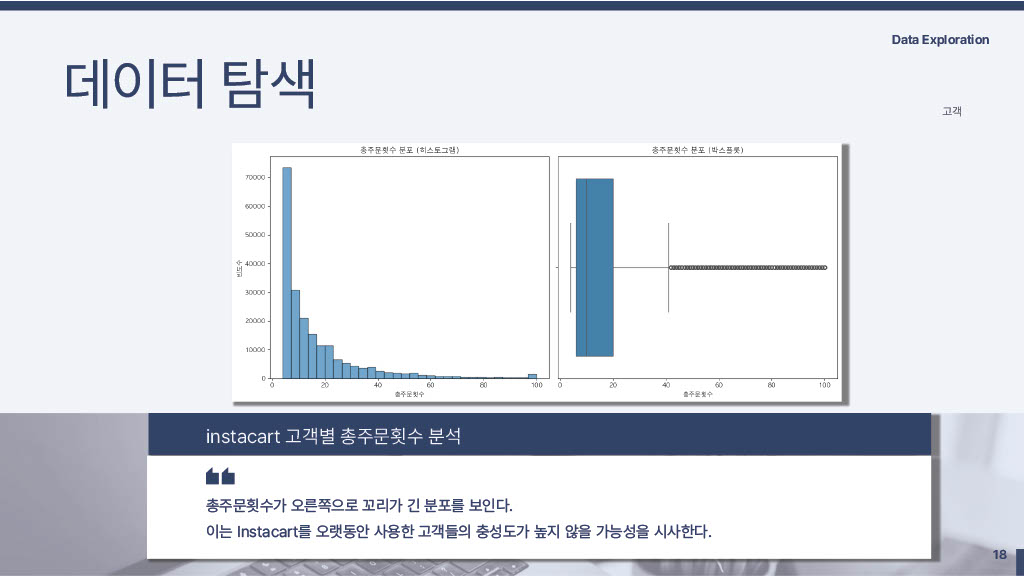 Data Exploration
데이터 탐색
고객
총주문횟수 분포 (히스토그램)
70000
60000
50000
40000
30000
20000
10000
0
빈도수
0 20 40 60 80 100
총주문횟수
총주문횟수 분포 (박스플롯)
0 20 40 60 80 100
총주문횟수
instacart 고객별 총주문횟수 분석
총주문횟수가 오른쪽으로 꼬리가 긴 분포를 보인다.
이는 Instacart를 오랫동안 사용한 고객들의 충성도가 높지 않을 가능성을 시사한다.
18